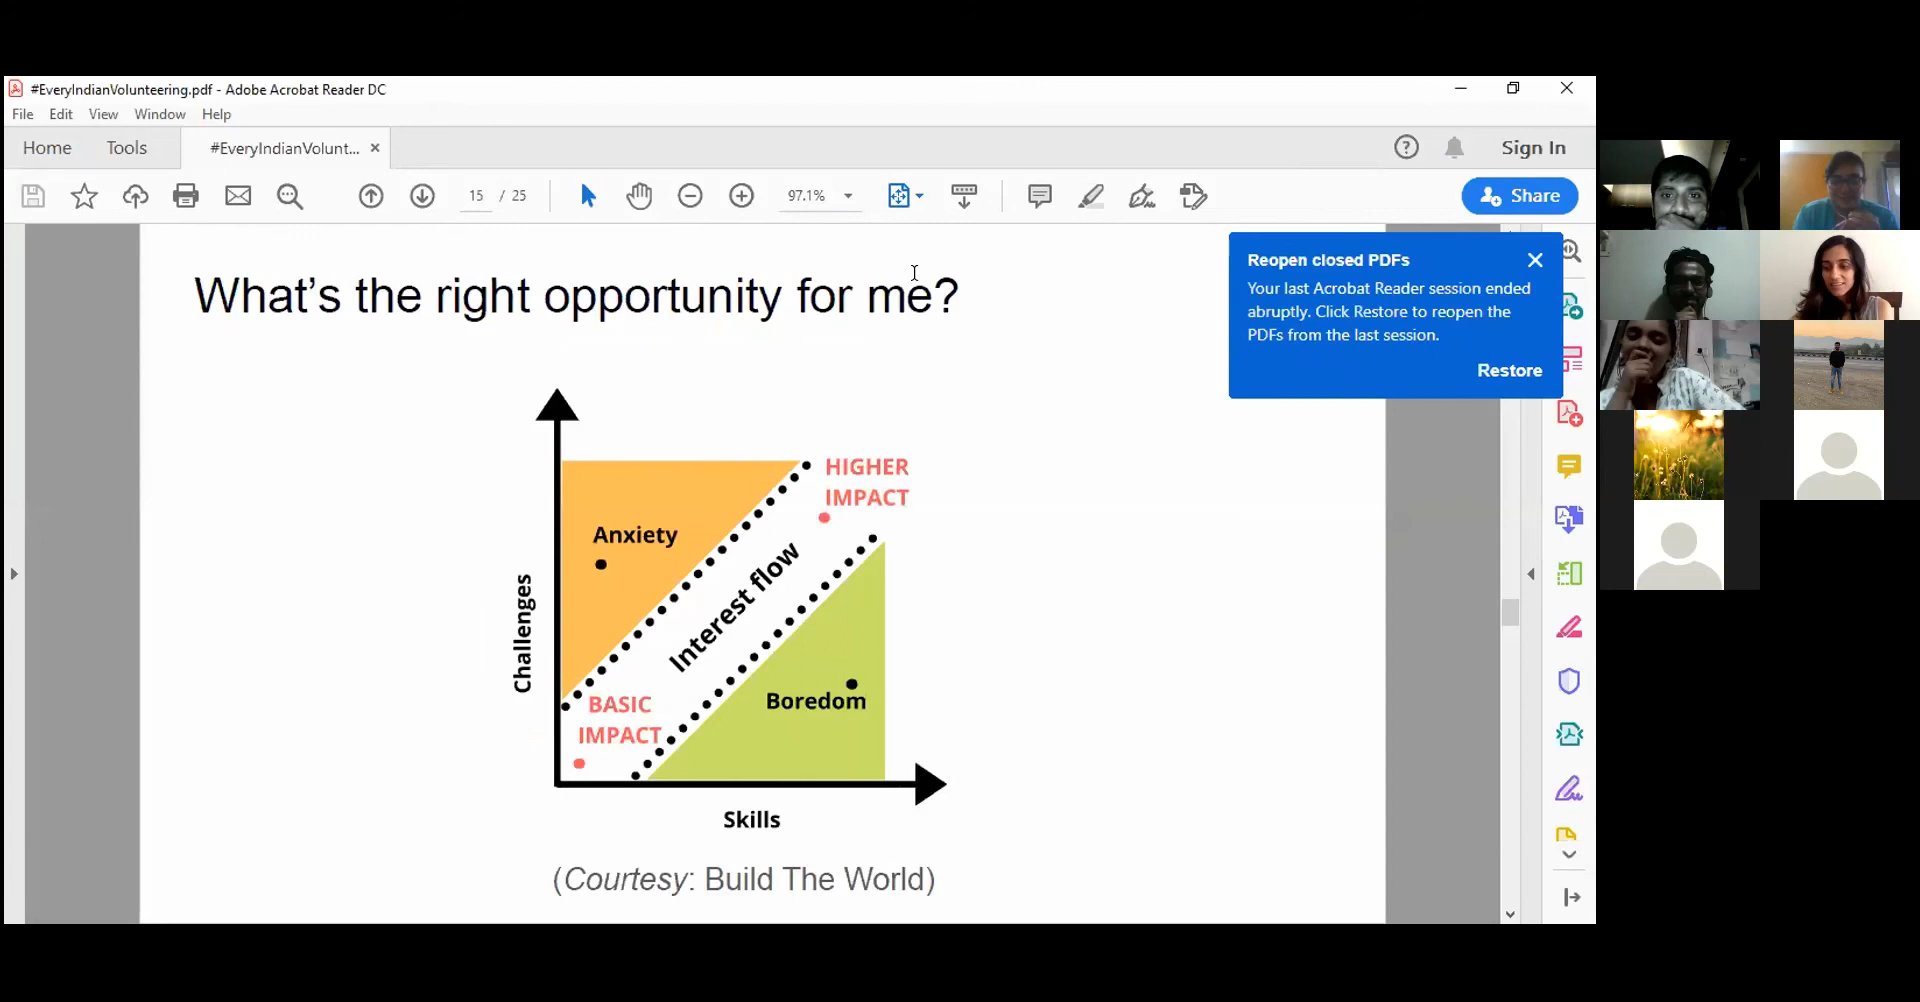 #EveryIndianVolunteering.pdf - Adobe Acrobat Reader DC
File Edit View Window Help
Home Tools #EveryIndianVolunt... Sign In
15 / 25 97.1% Share
What's the right opportunity for me?
Reopen closed PDFs
Your last Acrobat Reader session ended
abruptly. Click Restore to reopen the
PDFs from the last session.
Restore
HIGHER
IMPACT
Anxiety
Interest flow
Challenges
BASIC
IMPACT
Boredom
Skills
(Courtesy: Build The World)